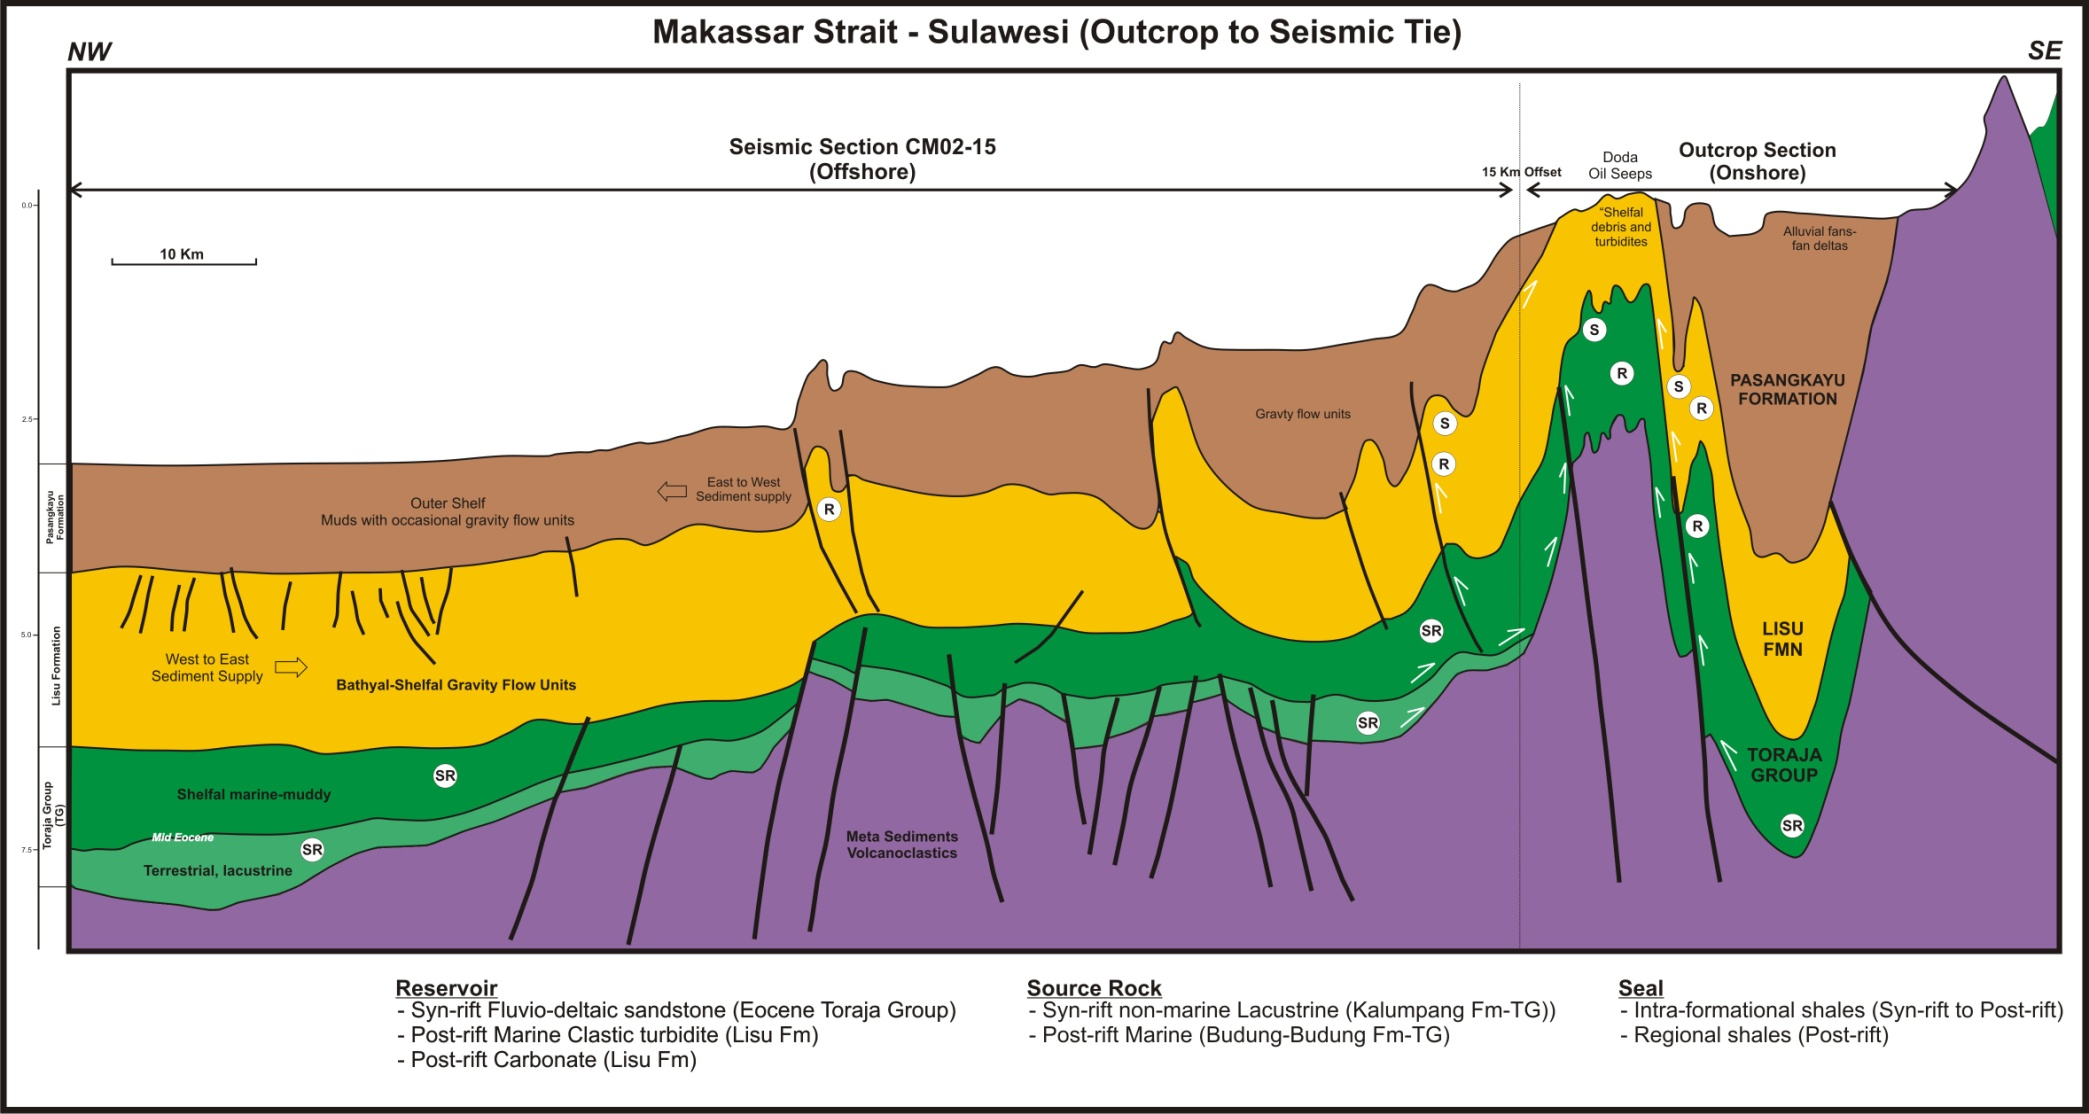 Makassar Strait - Sulawesi (Outcrop to Seismic Tie)
NW
SE
Seismic Section CM02-15
(Offshore)
15 Km Offset
Doda
Oil Seeps
Outcrop Section
(Onshore)
0.0
10 Km
"Shelfal
debris and
turbidites
Alluvial fans-
fan deltas
S
R
PASANGKAYU
FORMATION
S
R
2.5
Gravty flow units
S
R
Pasangkayu
Formation
Outer Shelf
Muds with occasional gravity flow units
East to West
Sediment supply
R
R
5.0
Lisu Formation
West to East
Sediment Supply
Bathyal-Shelfal Gravity Flow Units
SR
LISU
FMN
SR
TORAJA
GROUP
SR
Toraja Group
(TG)
Shelfal marine-muddy
SR
7.5
Mid Eocene
SR
Terrestrial, lacustrine
Meta Sediments
Volcanoclastics
Reservoir
- Syn-rift Fluvio-deltaic sandstone (Eocene Toraja Group)
- Post-rift Marine Clastic turbidite (Lisu Fm)
- Post-rift Carbonate (Lisu Fm)
Source Rock
- Syn-rift non-marine Lacustrine (Kalumpang Fm-TG))
- Post-rift Marine (Budung-Budung Fm-TG)
Seal
- Intra-formational shales (Syn-rift to Post-rift)
- Regional shales (Post-rift)